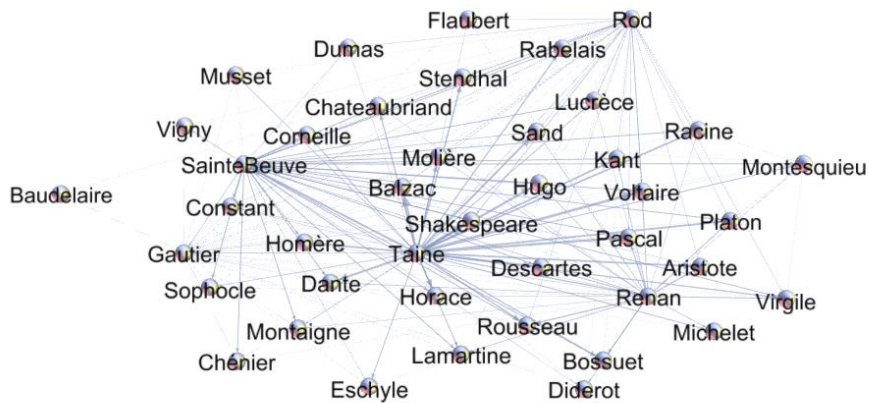 Flaubert
Rod
Dumas
Rabelais
Musset
Stendhal
Chateaubriand
Lucrèce
Vigny
Corneille
Sand
Racine
SainteBeuve
Molière
Kant
Montesquieu
Baudelaire
Balzac
Hugo
Voltaire
Constant
Shakespeare
Platon
Gautier
Homère
Taine
Pascal
Sophocle
Dante
Descartes
Aristote
Horace
Renan
Virgile
Montaigne
Rousseau
Michelet
Chénier
Lamartine
Bossuet
Eschyle
Diderot